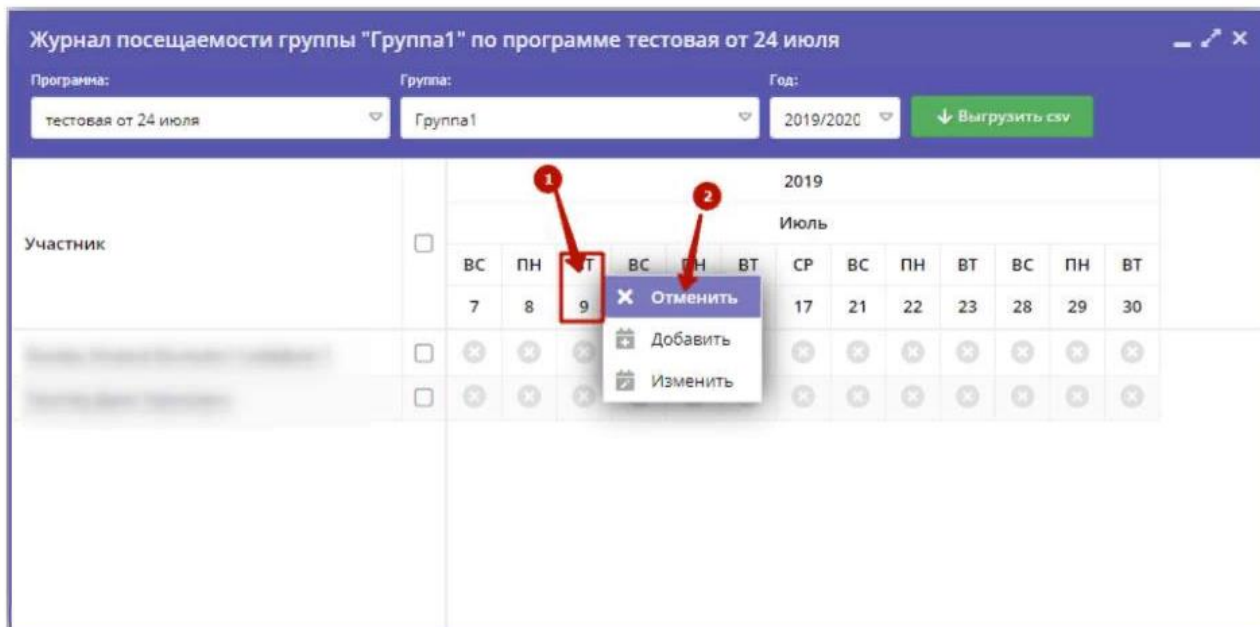 Журнал посещаемости группы "Группа1" по программе тестовая от 24 июля
Программа: Группа: Год:
тестовая от 24 июля Группа1 2019/2020 Выгрузить csv
1
2
2019
Июль
Участник
ВС ПН ВС ПН ВТ СР ВС ПН ВТ ВС ПН ВТ
7 8 9 17 21 22 23 28 29 30
Отменить
Добавить
Изменить